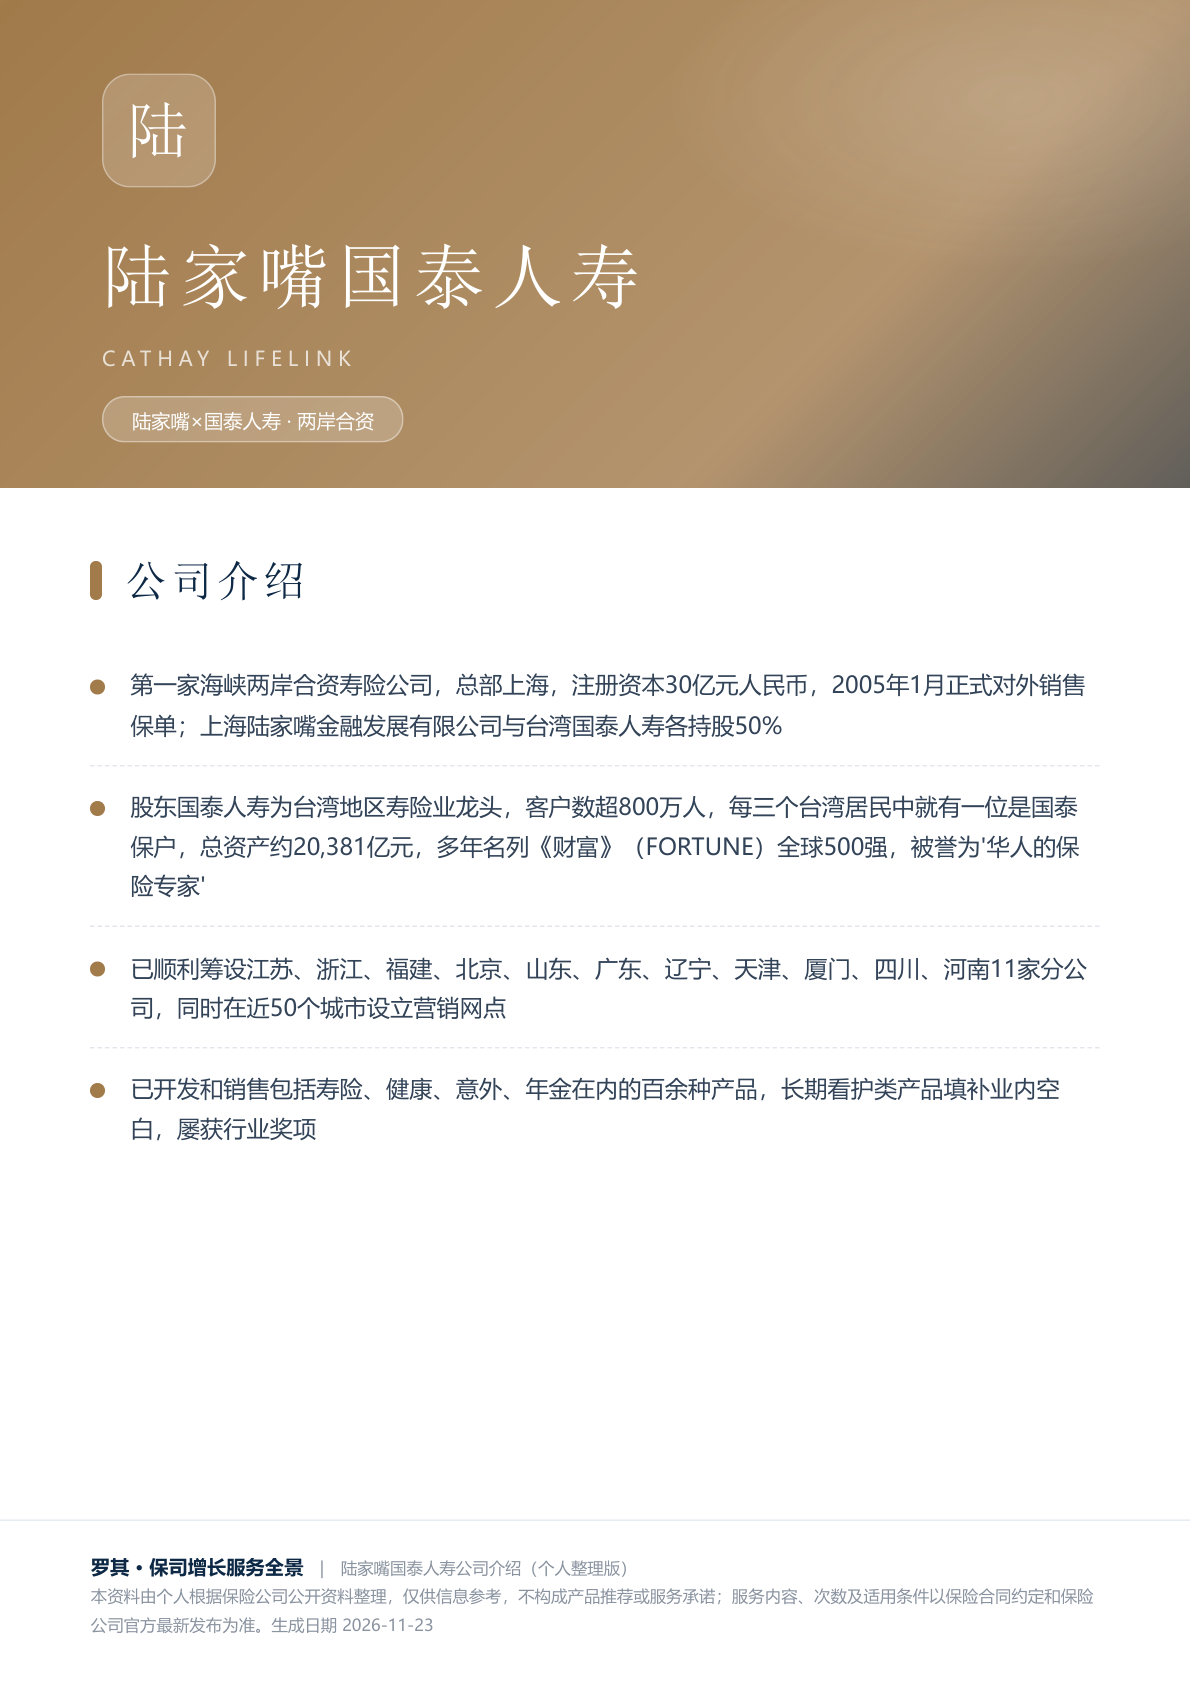 陆
陆家嘴国泰人寿
CATHAY LIFELINK
陆家嘴×国泰人寿 · 两岸合资
公司介绍
第一家海峡两岸合资寿险公司，总部上海，注册资本30亿元人民币，2005年1月正式对外销售
保单；上海陆家嘴金融发展有限公司与台湾国泰人寿各持股50%
股东国泰人寿为台湾地区寿险业龙头，客户数超800万人，每三个台湾居民中就有一位是国泰
保户，总资产约20,381亿元，多年名列《财富》（FORTUNE）全球500强，被誉为'华人的保
险专家'
已顺利筹设江苏、浙江、福建、北京、山东、广东、辽宁、天津、厦门、四川、河南11家分公
司，同时在近50个城市设立营销网点
已开发和销售包括寿险、健康、意外、年金在内的百余种产品，长期看护类产品填补业内空
白，屡获行业奖项
罗其 • 保司增长服务全景 | 陆家嘴国泰人寿公司介绍（个人整理版）
本资料由个人根据保险公司公开资料整理，仅供信息参考，不构成产品推荐或服务承诺；服务内容、次数及适用条件以保险合同约定和保险
公司官方最新发布为准。生成日期 2026-11-23